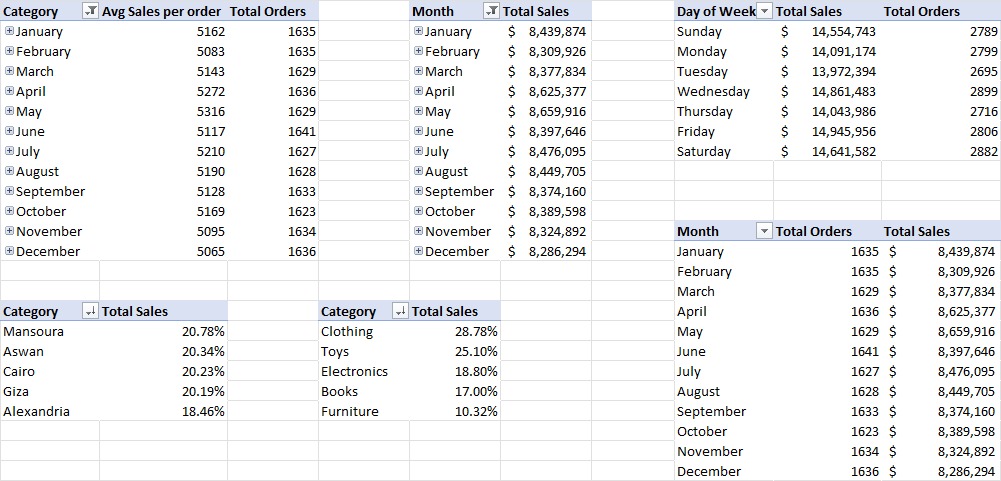 Category Avg Sales per order Total Orders
January 5162 1635
February 5083 1635
March 5143 1629
April 5272 1636
May 5316 1629
June 5117 1641
July 5210 1627
August 5190 1628
September 5128 1633
October 5169 1623
November 5095 1634
December 5065 1636
Month Total Sales
January $ 8,439,874
February $ 8,309,926
March $ 8,377,834
April $ 8,625,377
May $ 8,659,916
June $ 8,397,646
July $ 8,476,095
August $ 8,449,705
September $ 8,374,160
October $ 8,389,598
November $ 8,324,892
December $ 8,286,294
Day of Week Total Sales Total Orders
Sunday $ 14,554,743 2789
Monday $ 14,091,174 2799
Tuesday $ 13,972,394 2695
Wednesday $ 14,861,483 2899
Thursday $ 14,043,986 2716
Friday $ 14,945,956 2806
Saturday $ 14,641,582 2882
Category Total Sales
Mansoura 20.78%
Aswan 20.34%
Cairo 20.23%
Giza 20.19%
Alexandria 18.46%
Category Total Sales
Clothing 28.78%
Toys 25.10%
Electronics 18.80%
Books 17.00%
Furniture 10.32%
Month Total Orders Total Sales
January 1635 $ 8,439,874
February 1635 $ 8,309,926
March 1629 $ 8,377,834
April 1636 $ 8,625,377
May 1629 $ 8,659,916
June 1641 $ 8,397,646
July 1627 $ 8,476,095
August 1628 $ 8,449,705
September 1633 $ 8,374,160
October 1623 $ 8,389,598
November 1634 $ 8,324,892
December 1636 $ 8,286,294